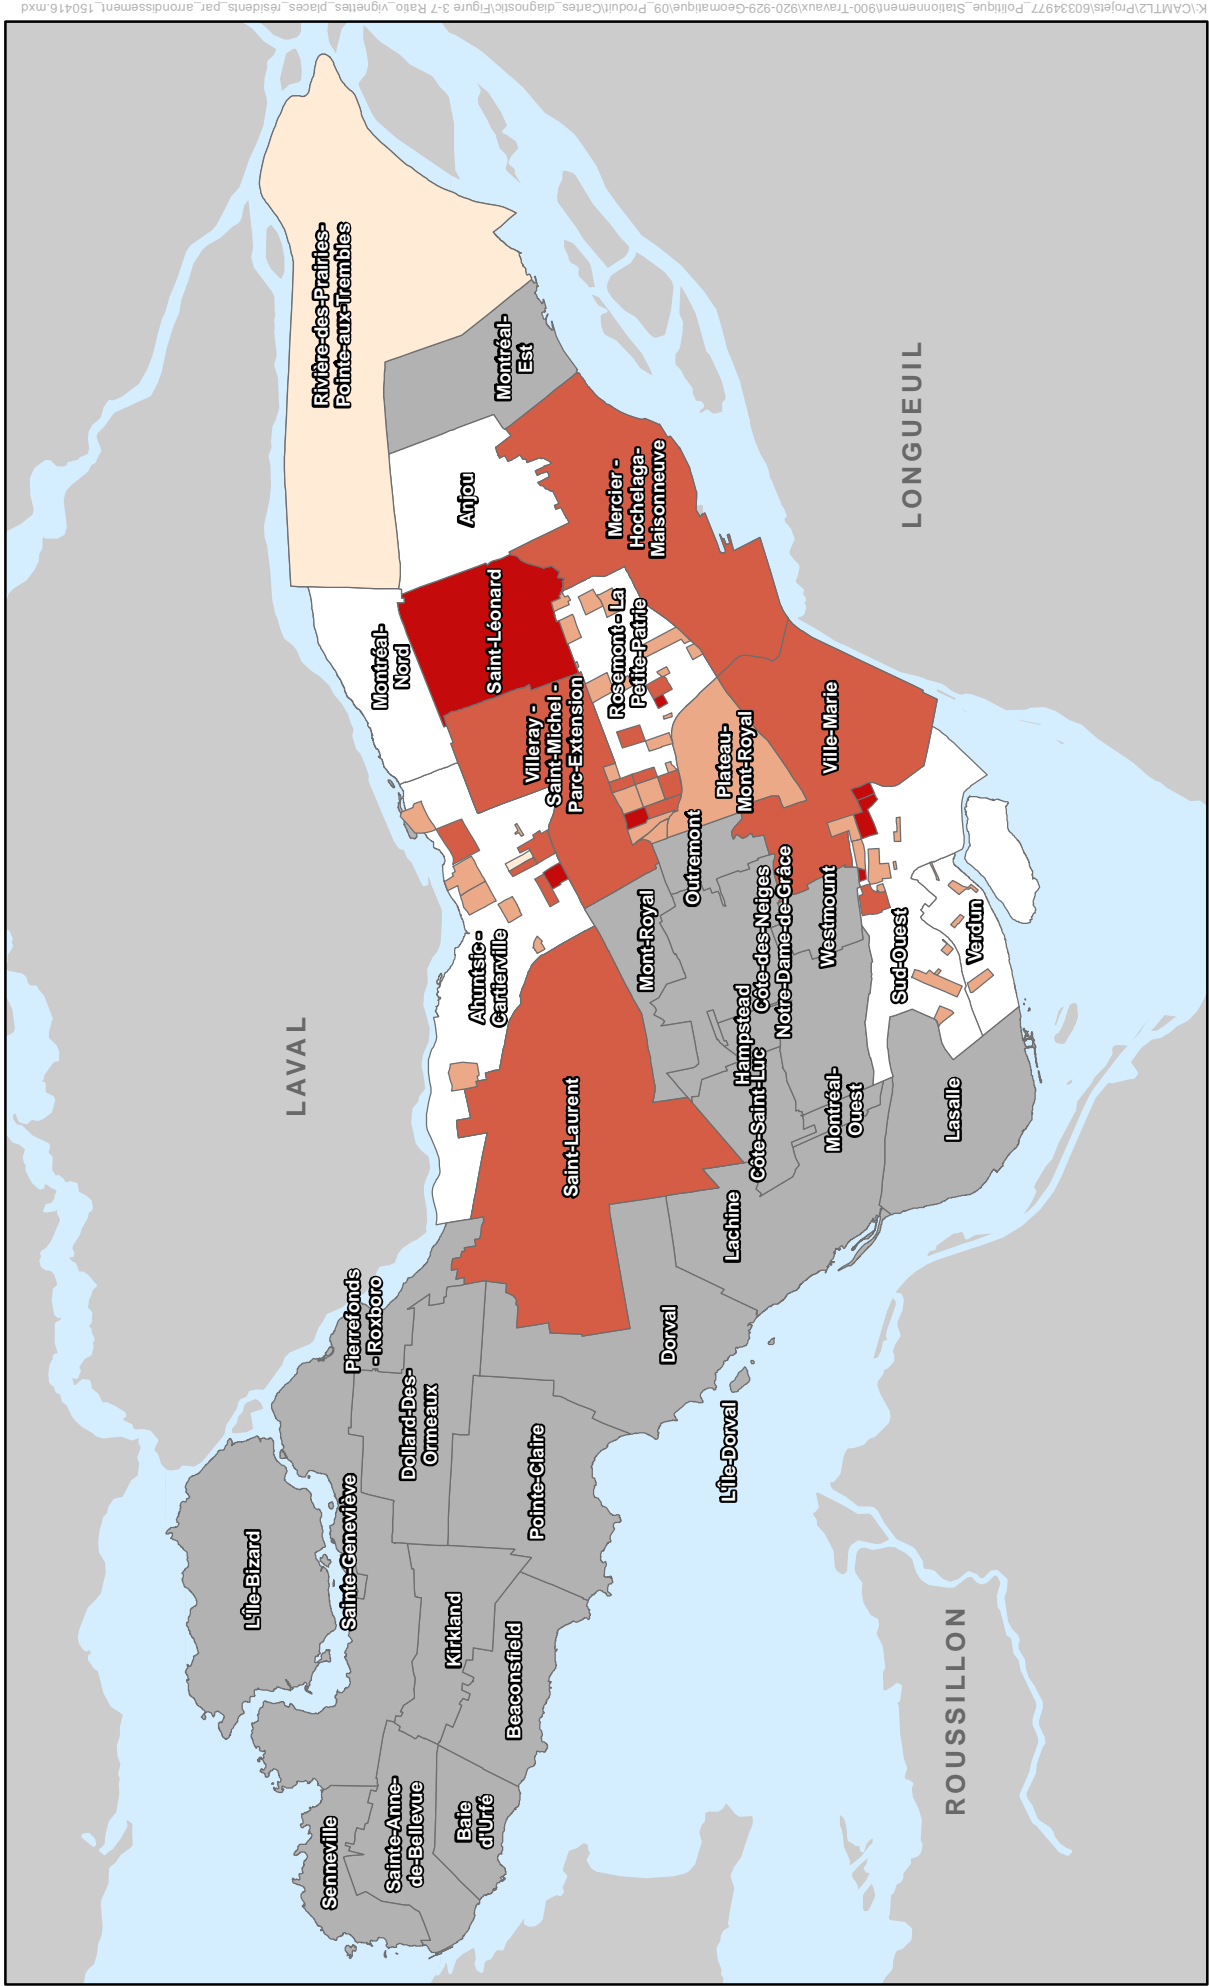 K:\CAMTL2\Projets\60334977_Politique_Stationnement\900-Travaux\920-929-Geomatique\09_Produit\Cartes_diagnostic\Figure 3-7 Ratio_vignettes_places_résidents_par_arrondissement_150416.mxd
Rivière-des-Prairies-
Pointe-aux-Trembles
Montréal-
Est
Anjou
Mercier -
Hochelaga-
Maisonneuve
LONGUEUIL
Montréal-
Nord
Saint-Léonard
Rosemont - La
Petite-Patrie
Villeray -
Saint-Michel -
Parc-Extension
Plateau-
Mont-Royal
Ville-Marie
Outremont
Ahuntsic -
Cartierville
Mont-Royal
Côte-des-Neiges
Notre-Dame-de-Grâce
Westmount
Sud-Ouest
Verdun
LAVAL
Hampstead
Côte-Saint-Luc
Montréal-
Ouest
Lasalle
Saint-Laurent
Lachine
Pierrefonds
- Roxboro
Dorval
Dollard-Des-
Ormeaux
L'Île-Dorval
Pointe-Claire
L'Île-Bizard
Sainte-Geneviève
Kirkland
Beaconsfield
ROUSSILLON
Senneville
Sainte-Anne-
de-Bellevue
Baie
d'Urfé